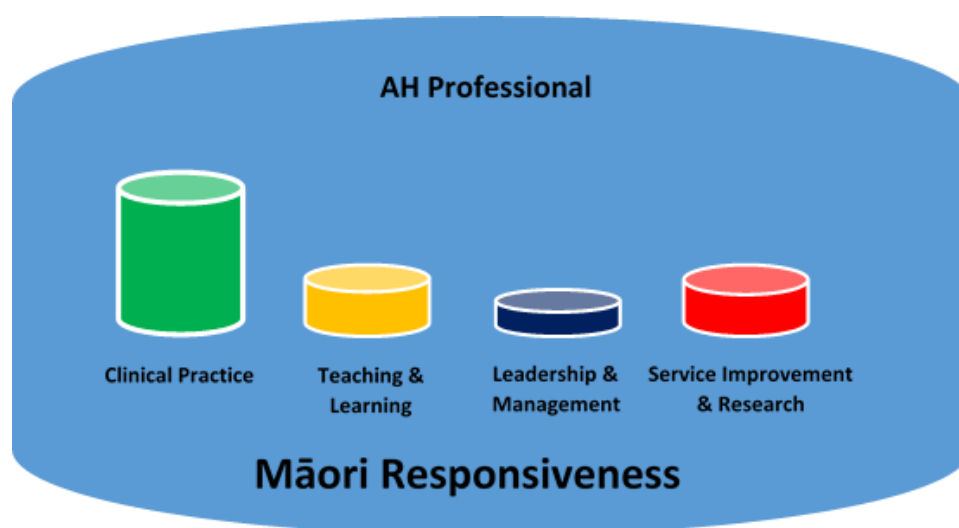 AH Professional
Clinical Practice
Teaching &
Learning
Leadership &
Management
Service Improvement
& Research
Māori Responsiveness